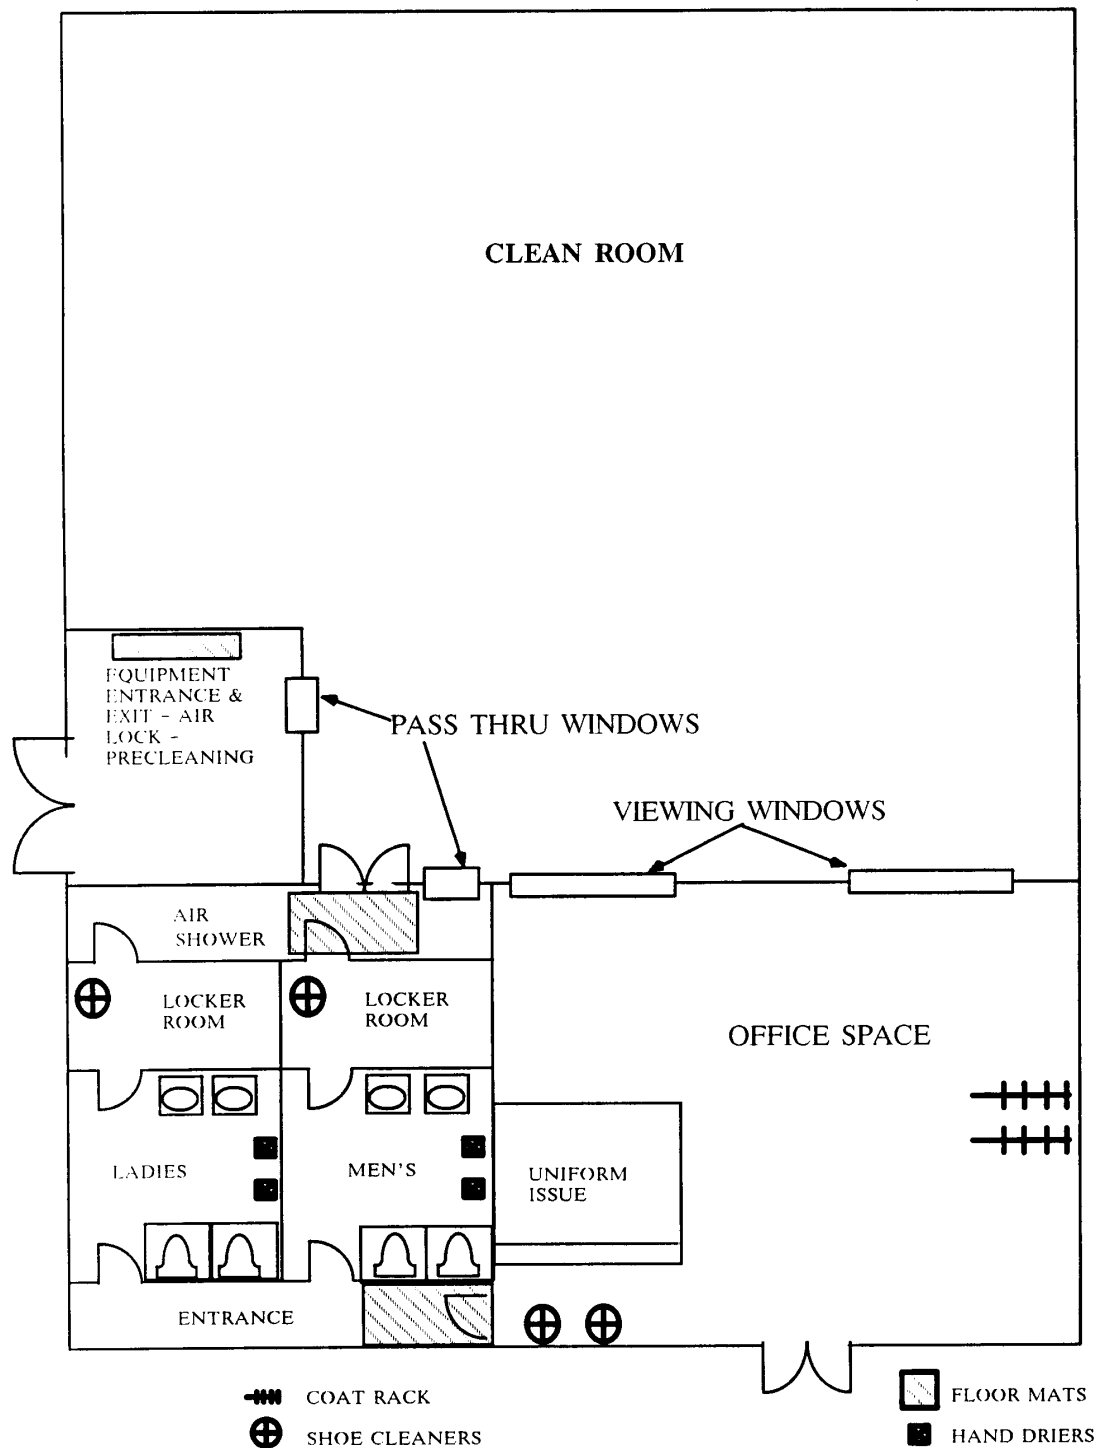 CLEAN ROOM
EQUIPMENT
ENTRANCE &
EXIT - AIR
LOCK -
PRECLEANING
PASS THRU WINDOWS
VIEWING WINDOWS
AIR
SHOWER
LOCKER
ROOM
LOCKER
ROOM
OFFICE SPACE
LADIES
MEN'S
UNIFORM
ISSUE
ENTRANCE
COAT RACK
FLOOR MATS
SHOE CLEANERS
HAND DRIERS